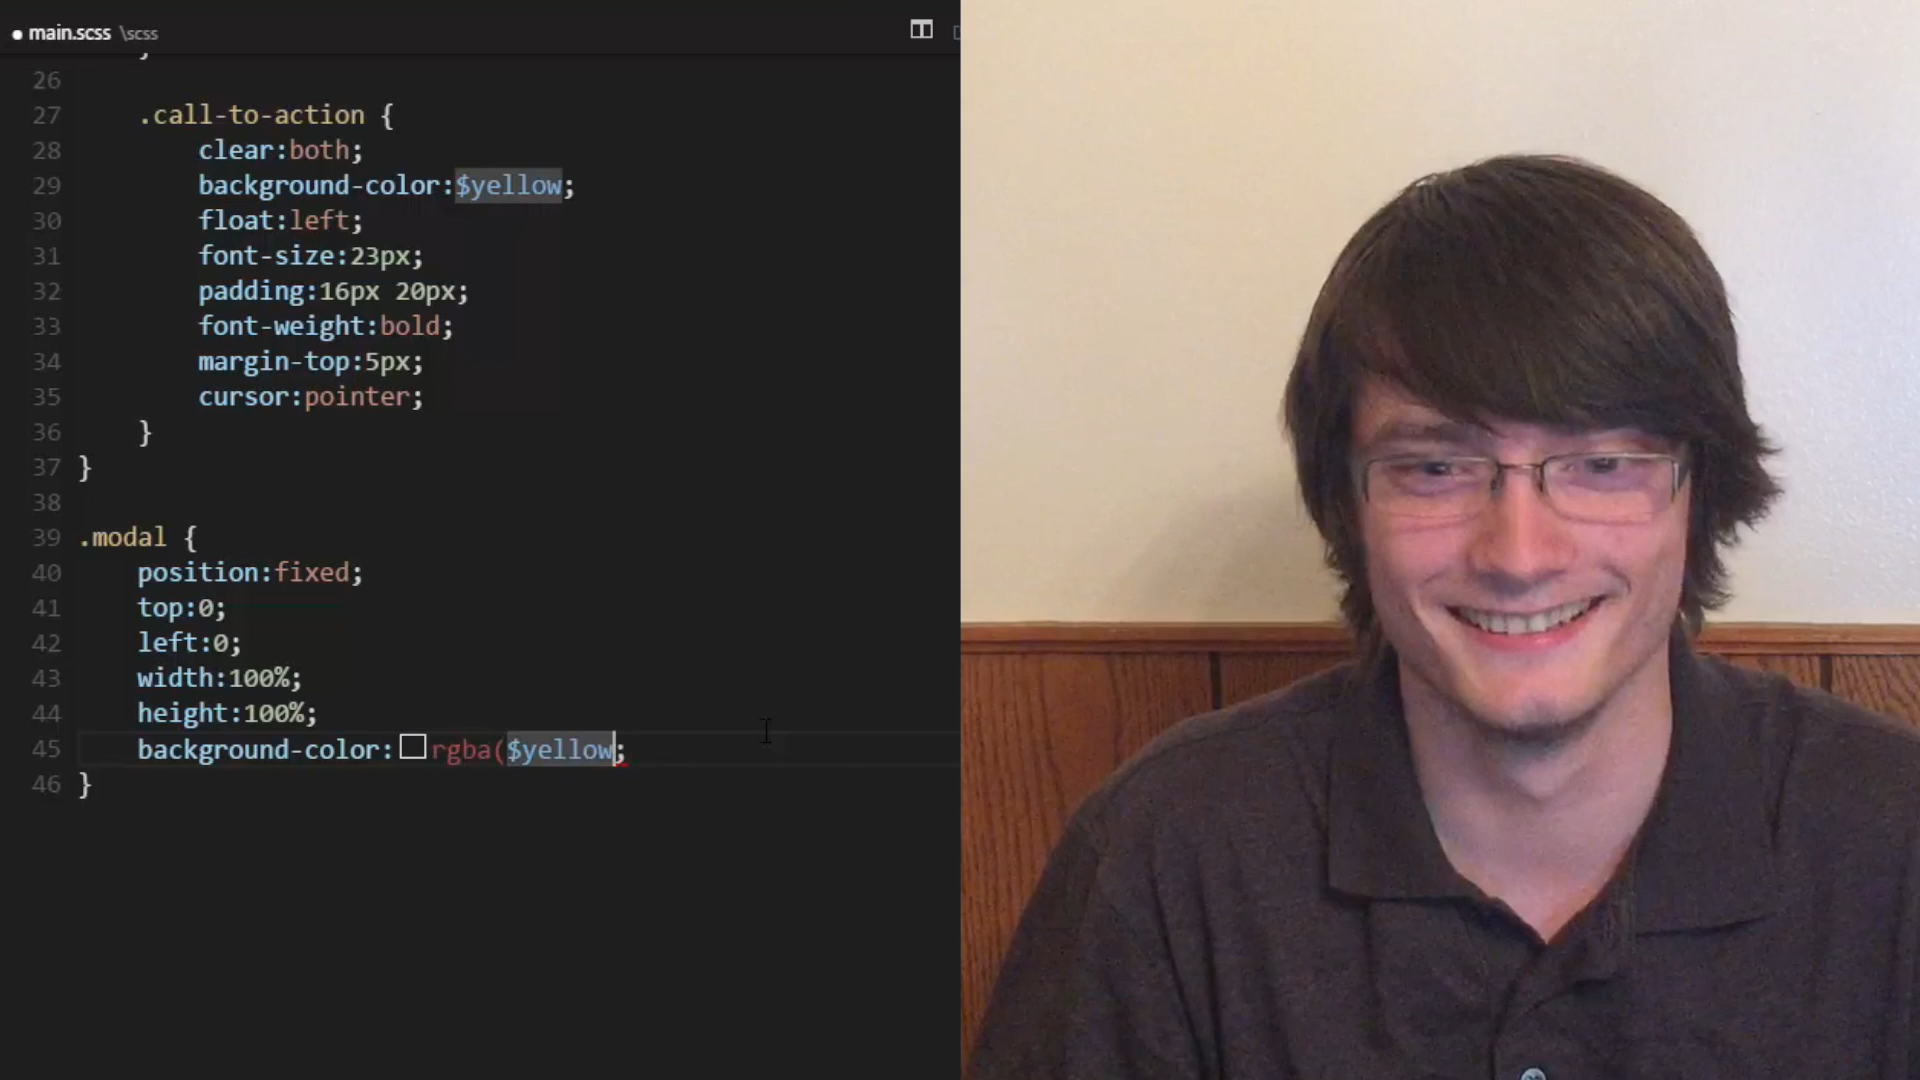 main.scss \scss
26
27 .call-to-action {
28 clear:both;
29 background-color:$yellow;
30 float:left;
31 font-size:23px;
32 padding:16px 20px;
33 font-weight:bold;
34 margin-top:5px;
35 cursor:pointer;
36 }
37 }
38
39 .modal {
40 position:fixed;
41 top:0;
42 left:0;
43 width:100%;
44 height:100%;
45 background-color: rgba($yellow;
46 }